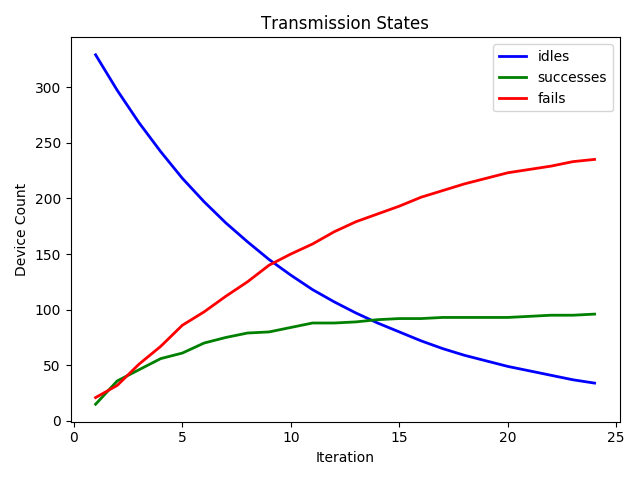 Transmission States
idles
successes
fails
Device Count
300
250
200
150
100
50
0
0 5 10 15 20 25
Iteration